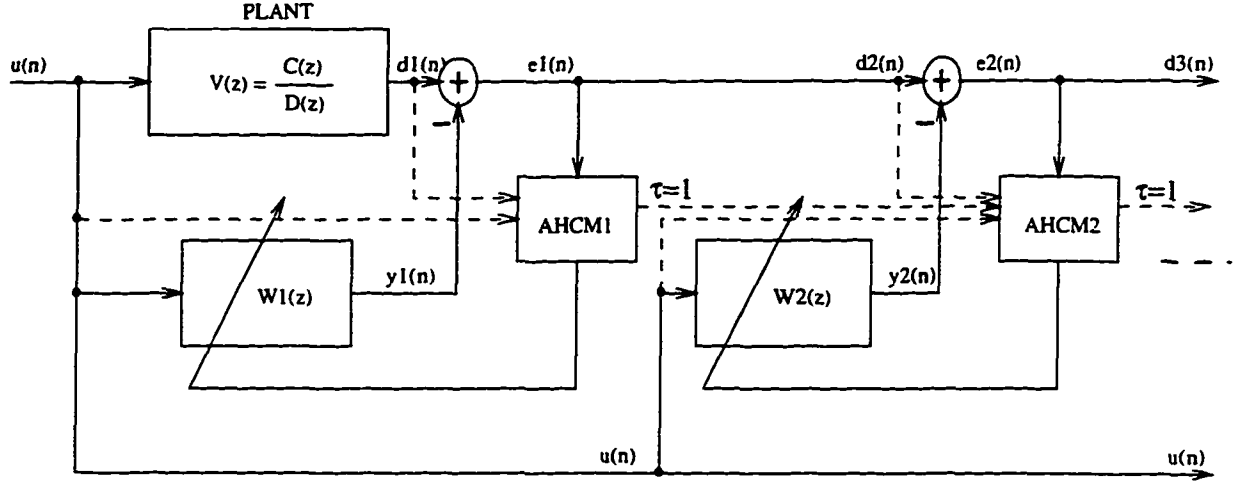 PLANT
u(n)
V(z) = C(z) / D(z)
d1(n)
+
−
e1(n)
d2(n)
+
−
e2(n)
d3(n)
AHCM1
τ=1
AHCM2
τ=1
W1(z)
y1(n)
W2(z)
y2(n)
u(n)
u(n)